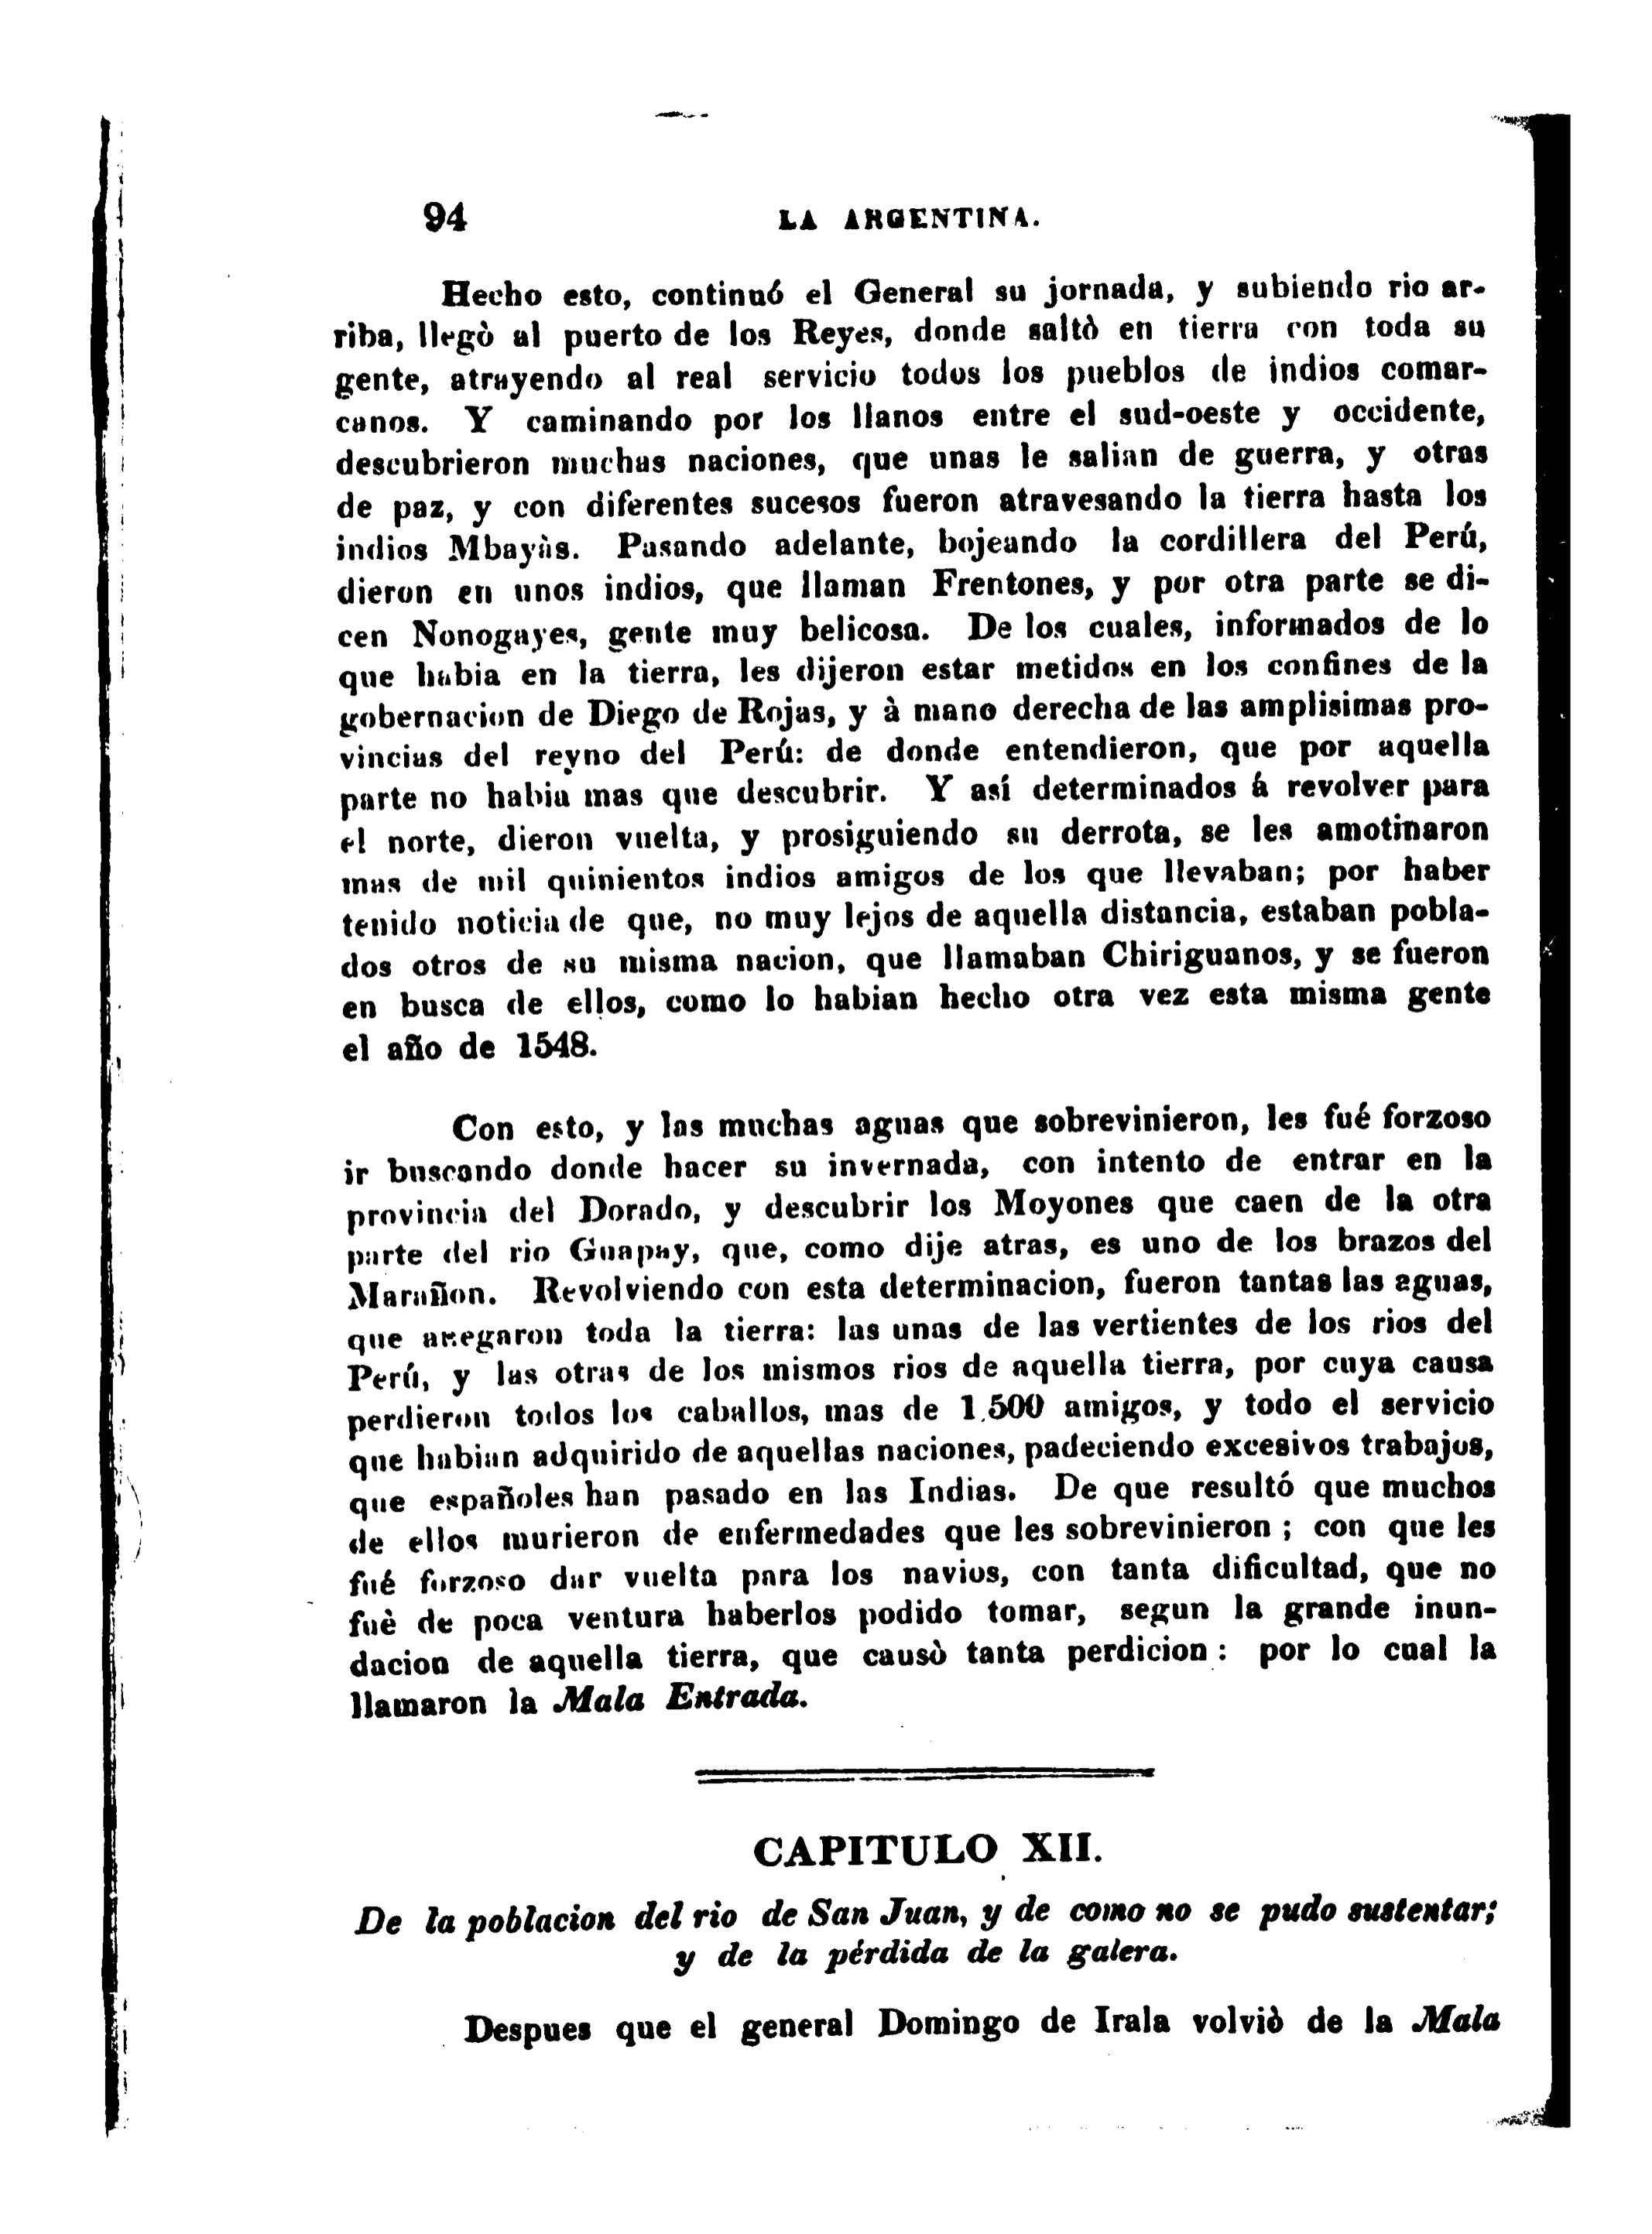 94 LA ARGENTINA.
Hecho esto, continuó el General su jornada, y subiendo rio ar-
riba, llegò al puerto de los Reyes, donde saltò en tierra con toda su
gente, atrayendo al real servicio todos los pueblos de indios comar-
canos. Y caminando por los llanos entre el sud-oeste y occidente,
descubrieron muchas naciones, que unas le salian de guerra, y otras
de paz, y con diferentes sucesos fueron atravesando la tierra hasta los
indios Mbayàs. Pasando adelante, bojeando la cordillera del Perú,
dieron en unos indios, que llaman Frentones, y por otra parte se di-
cen Nonogayes, gente muy belicosa. De los cuales, informados de lo
que habia en la tierra, les dijeron estar metidos en los confines de la
gobernacion de Diego de Rojas, y à mano derecha de las amplisimas pro-
vincias del reyno del Perú: de donde entendieron, que por aquella
parte no habia mas que descubrir. Y así determinados á revolver para
el norte, dieron vuelta, y prosiguiendo su derrota, se les amotinaron
mas de mil quinientos indios amigos de los que llevaban; por haber
tenido noticia de que, no muy lejos de aquella distancia, estaban pobla-
dos otros de su misma nacion, que llamaban Chiriguanos, y se fueron
en busca de ellos, como lo habian hecho otra vez esta misma gente
el año de 1548.
Con esto, y las muchas aguas que sobrevinieron, les fué forzoso
ir buscando donde hacer su invernada, con intento de entrar en la
provincia del Dorado, y descubrir los Moyones que caen de la otra
parte del rio Guapay, que, como dije atras, es uno de los brazos del
Marañon. Revolviendo con esta determinacion, fueron tantas las aguas,
que anegaron toda la tierra: las unas de las vertientes de los rios del
Perú, y las otras de los mismos rios de aquella tierra, por cuya causa
perdieron todos los caballos, mas de 1.500 amigos, y todo el servicio
que habian adquirido de aquellas naciones, padeciendo excesivos trabajos,
que españoles han pasado en las Indias. De que resultó que muchos
de ellos murieron de enfermedades que les sobrevinieron ; con que les
fué forzoso dar vuelta para los navios, con tanta dificultad, que no
fuè de poca ventura haberlos podido tomar, segun la grande inun-
dacion de aquella tierra, que causò tanta perdicion : por lo cual la
llamaron la Mala Entrada.
CAPITULO XII.
De la poblacion del rio de San Juan, y de como no se pudo sustentar;
y de la pérdida de la galera.
Despues que el general Domingo de Irala volviò de la Mala